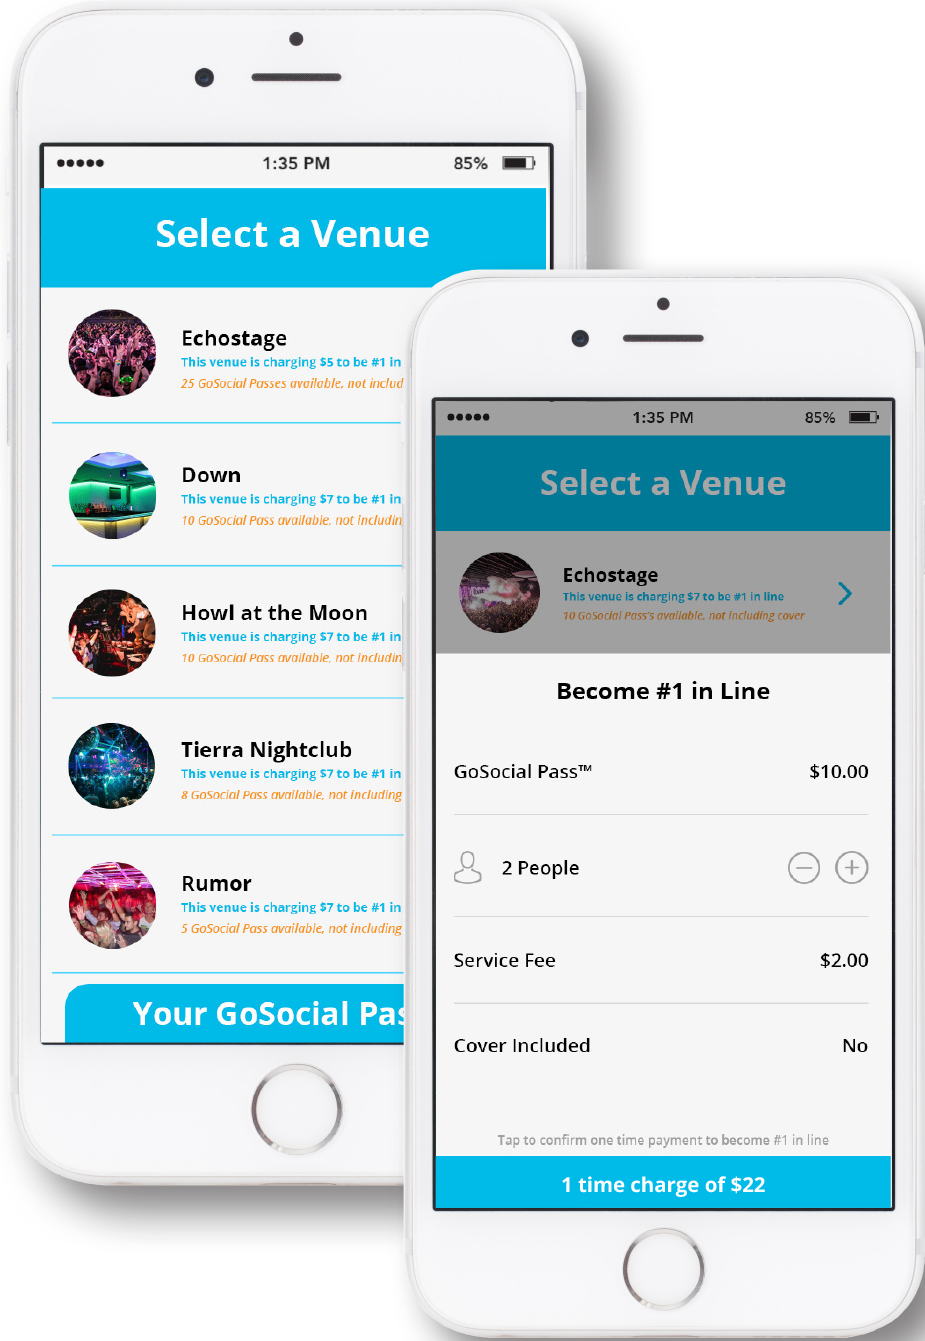 1:35 PM
85%
Select a Venue
Echostage
This venue is charging $5 to be #1 in
25 GoSocial Passes available, not includ
Down
This venue is charging $7 to be #1 in
10 GoSocial Pass available, not includin
Howl at the Moon
This venue is charging $7 to be #1 in
10 GoSocial Pass available, not includin
Tierra Nightclub
This venue is charging $7 to be #1 in
8 GoSocial Pass available, not including
Rumor
This venue is charging $7 to be #1 in
5 GoSocial Pass available, not including
Your GoSocial Pas
1:35 PM
85%
Select a Venue
Echostage
This venue is charging $7 to be #1 in line
10 GoSocial Pass's available, not including cover
Become #1 in Line
GoSocial Pass™ $10.00
2 People
Service Fee $2.00
Cover Included No
Tap to confirm one time payment to become #1 in line
1 time charge of $22